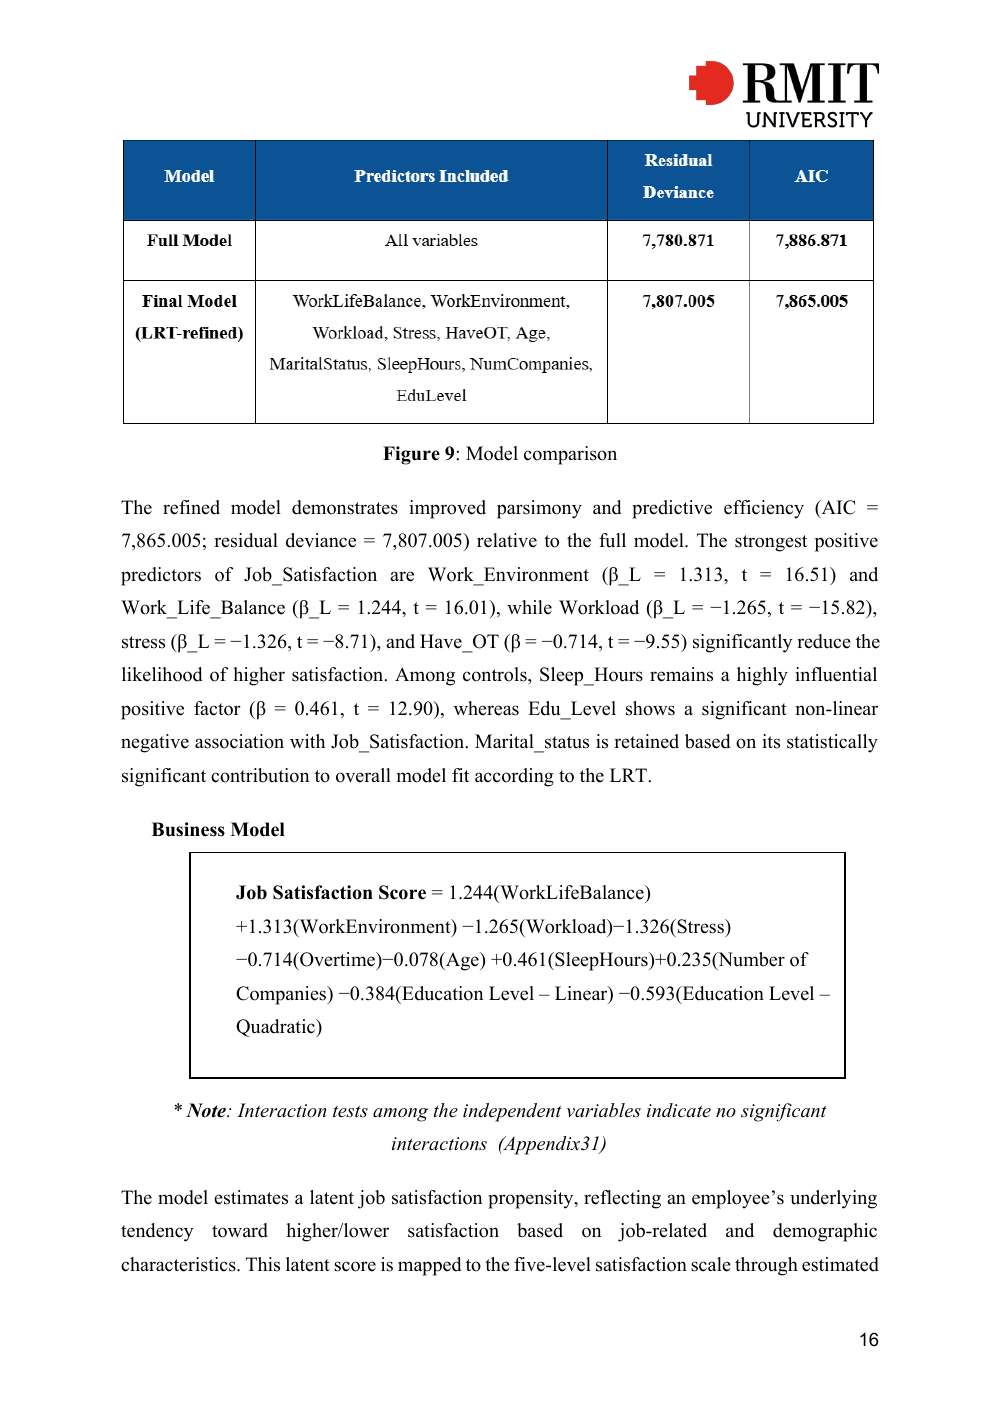 RMIT
UNIVERSITY
Model Predictors Included Residual Deviance AIC
Full Model All variables 7,780.871 7,886.871
Final Model (LRT-refined) WorkLifeBalance, WorkEnvironment, 7,807.005 7,865.005
Workload, Stress, HaveOT, Age,
MaritalStatus, SleepHours, NumCompanies,
EduLevel
Figure 9: Model comparison
The refined model demonstrates improved parsimony and predictive efficiency (AIC =
7,865.005; residual deviance = 7,807.005) relative to the full model. The strongest positive
predictors of Job_Satisfaction are Work_Environment (β_L = 1.313, t = 16.51) and
Work_Life_Balance (β_L = 1.244, t = 16.01), while Workload (β_L = −1.265, t = −15.82),
stress (β_L = −1.326, t = −8.71), and Have_OT (β = −0.714, t = −9.55) significantly reduce the
likelihood of higher satisfaction. Among controls, Sleep_Hours remains a highly influential
positive factor (β = 0.461, t = 12.90), whereas Edu_Level shows a significant non-linear
negative association with Job_Satisfaction. Marital_status is retained based on its statistically
significant contribution to overall model fit according to the LRT.
Business Model
Job Satisfaction Score = 1.244(WorkLifeBalance)
+1.313(WorkEnvironment) −1.265(Workload)−1.326(Stress)
−0.714(Overtime)−0.078(Age) +0.461(SleepHours)+0.235(Number of
Companies) −0.384(Education Level – Linear) −0.593(Education Level –
Quadratic)
* Note: Interaction tests among the independent variables indicate no significant
interactions (Appendix31)
The model estimates a latent job satisfaction propensity, reflecting an employee’s underlying
tendency toward higher/lower satisfaction based on job-related and demographic
characteristics. This latent score is mapped to the five-level satisfaction scale through estimated
16